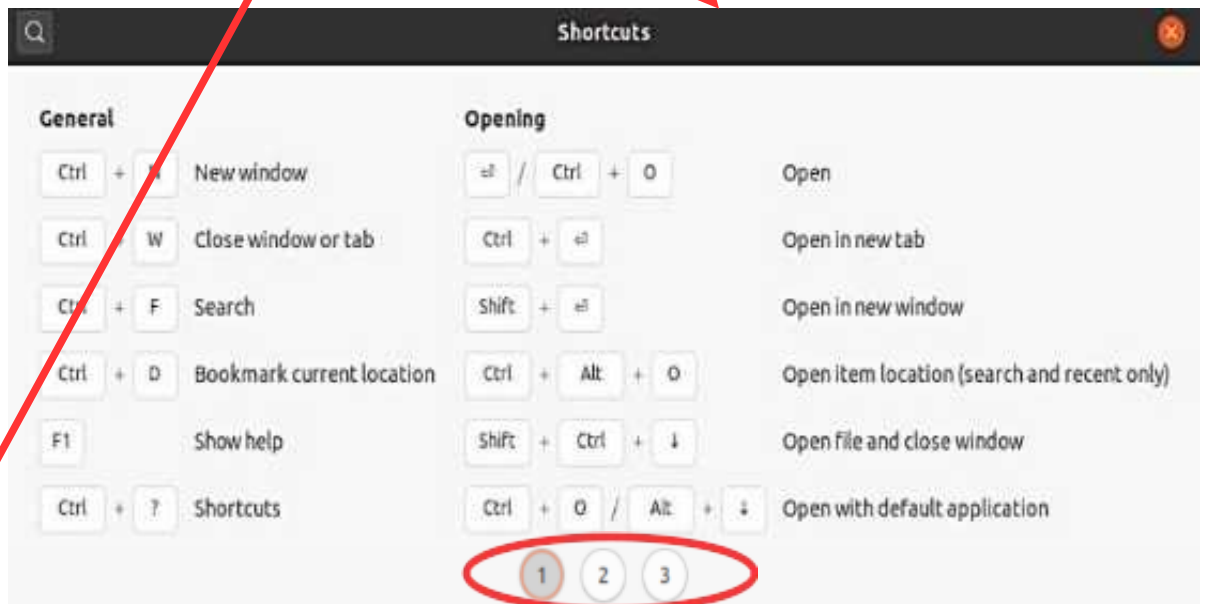 Shortcuts
General
Ctrl + N New window
Ctrl + W Close window or tab
Ctrl + F Search
Ctrl + D Bookmark current location
F1 Show help
Ctrl + ? Shortcuts
Opening
⏎ / Ctrl + O Open
Ctrl + ⏎ Open in new tab
Shift + ⏎ Open in new window
Ctrl + Alt + O Open item location (search and recent only)
Shift + Ctrl + ↓ Open file and close window
Ctrl + O / Alt + ↓ Open with default application
1 2 3